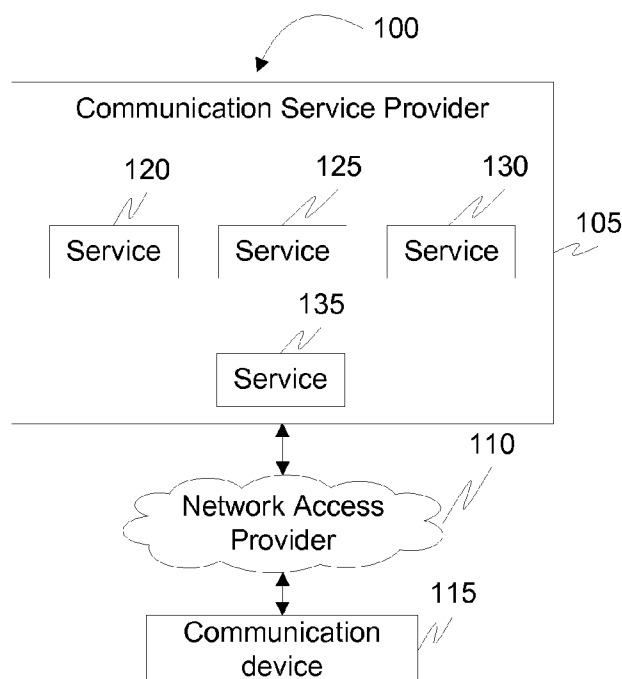 100
Communication Service Provider
120
125
130
Service
Service
Service
105
135
Service
110
Network Access
Provider
115
Communication
device